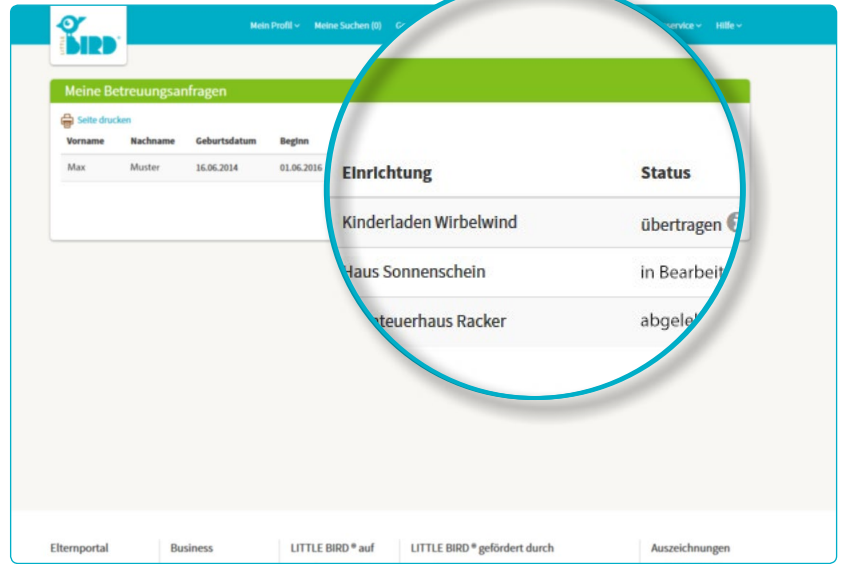 Mein Profil Meine Suchen (0) service Hilfe
LITTLE BIRD
Meine Betreuungsanfragen
Seite drucken
Vorname Nachname Geburtsdatum Beginn
Max Muster 16.06.2014 01.06.2016
Einrichtung Status
Kinderladen Wirbelwind übertragen
Haus Sonnenschein in Bearbeit
teuerhaus Racker abgele
Elternportal Business LITTLE BIRD® auf LITTLE BIRD® gefördert durch Auszeichnungen